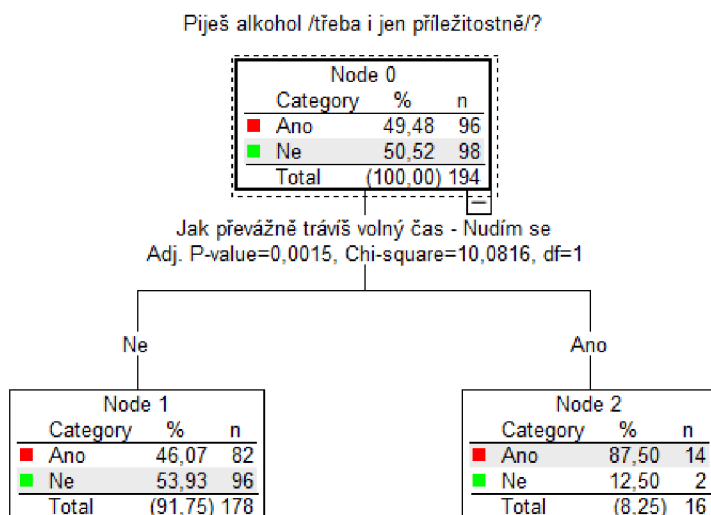 Piješ alkohol /třeba i jen příležitostně/?
Node 0
Category % n
Ano 49,48 96
Ne 50,52 98
Total (100,00) 194
Jak převážně trávíš volný čas - Nudím se
Adj. P-value=0,0015, Chi-square=10,0816, df=1
Ne Ano
Node 1
Category % n
Ano 46,07 82
Ne 53,93 96
Total (91,75) 178
Node 2
Category % n
Ano 87,50 14
Ne 12,50 2
Total (8,25) 16